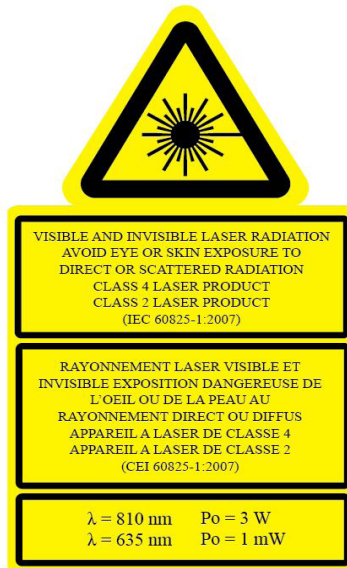 VISIBLE AND INVISIBLE LASER RADIATION
AVOID EYE OR SKIN EXPOSURE TO
DIRECT OR SCATTERED RADIATION
CLASS 4 LASER PRODUCT
CLASS 2 LASER PRODUCT
(IEC 60825-1:2007)
RAYONNEMENT LASER VISIBLE ET
INVISIBLE EXPOSITION DANGEREUSE DE
L`OEIL OU DE LA PEAU AU
RAYONNEMENT DIRECT OU DIFFUS
APPAREIL A LASER DE CLASSE 4
APPAREIL A LASER DE CLASSE 2
(CEI 60825-1:2007)
λ = 810 nm Po = 3 W
λ = 635 nm Po = 1 mW